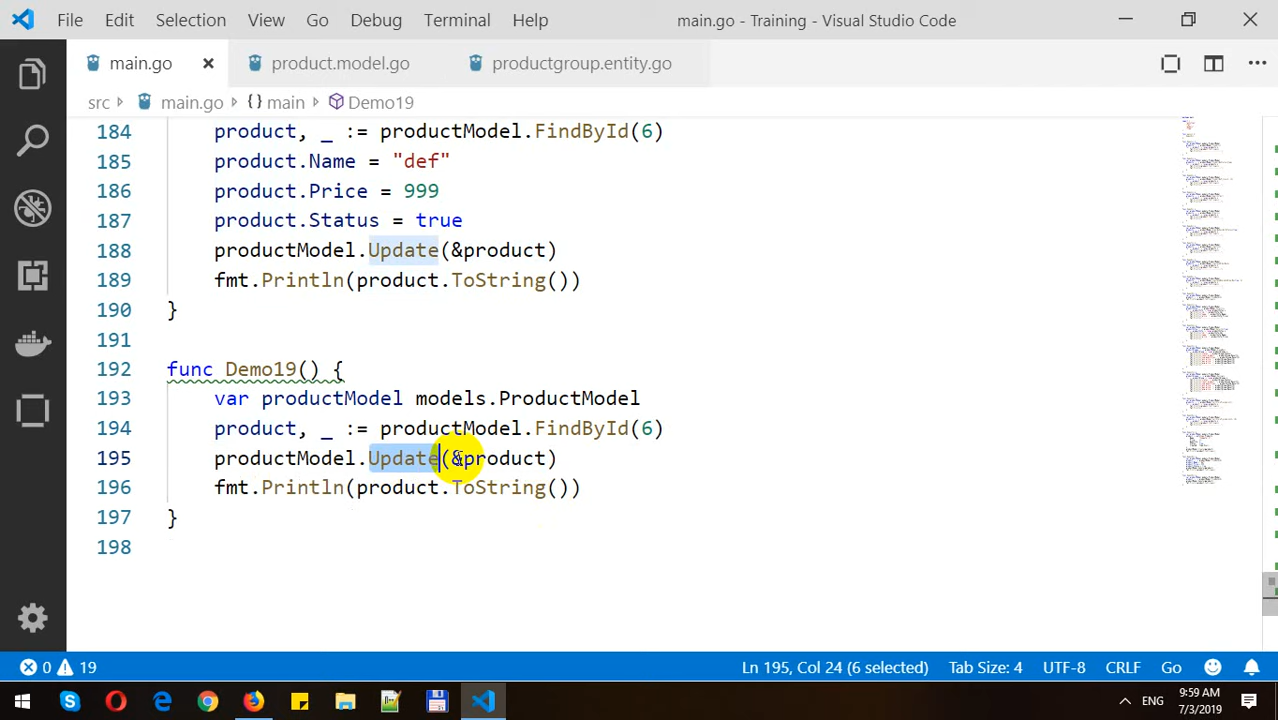 File Edit Selection View Go Debug Terminal Help main.go - Training - Visual Studio Code
main.go product.model.go productgroup.entity.go
src main.go {} main Demo19
184 product, _ := productModel.FindById(6)
185 product.Name = "def"
186 product.Price = 999
187 product.Status = true
188 productModel.Update(&product)
189 fmt.Println(product.ToString())
190 }
191
192 func Demo19() {
193 var productModel models.ProductModel
194 product, _ := productModel.FindById(6)
195 productModel.Update(&product)
196 fmt.Println(product.ToString())
197 }
198
0 19 Ln 195, Col 24 (6 selected) Tab Size: 4 UTF-8 CRLF Go
ENG 9:59 AM
7/3/2019